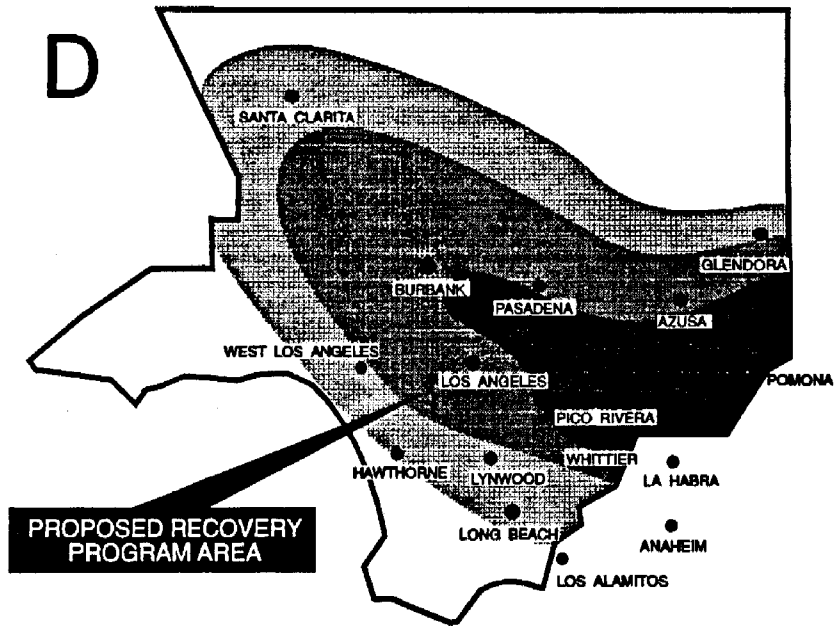 D
SANTA CLARITA
GLENDORA
BURBANK
PASADENA
AZUSA
WEST LOS ANGELES
LOS ANGELES
POMONA
PICO RIVERA
HAWTHORNE
LYNWOOD
WHITTIER
LA HABRA
PROPOSED RECOVERY
PROGRAM AREA
LONG BEACH
ANAHEIM
LOS ALAMITOS